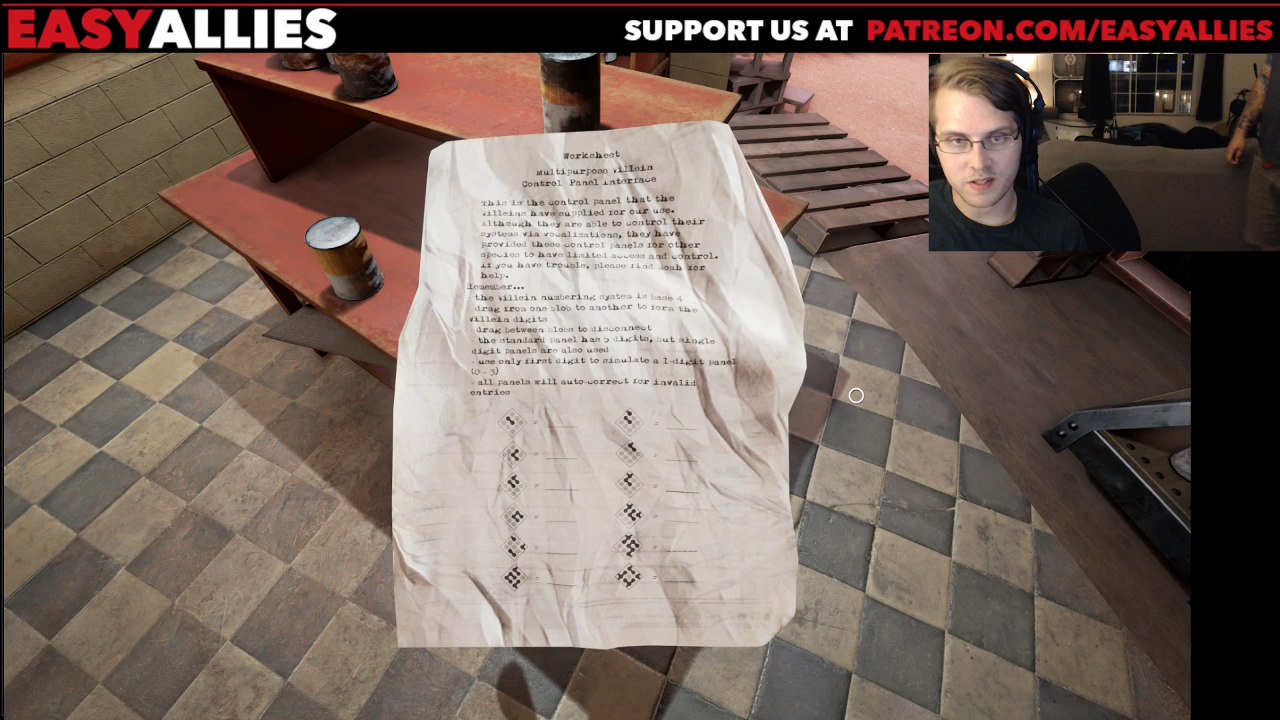 EASYALLIES
SUPPORT US AT PATREON.COM/EASYALLIES
Worksheet
Multipurpose Villein
Control Panel Interface
This is the control panel that the
Villeins have supplied for our use.
Although they are able to control their
systems via vocalizations, they have
provided these control panels for other
species to have limited access and control.
If you have trouble, please find Noah for
help.
Remember...
- the Villein numbering system is base 4
- drag from one blob to another to form the
Villein digits
- drag between blobs to disconnect
- the standard panel has 5 digits, but single
digit panels are also used
- use only first digit to simulate a 1-digit panel
(0 - 3)
- all panels will auto-correct for invalid
entries
= =
= =
= =
= =
= =
= =